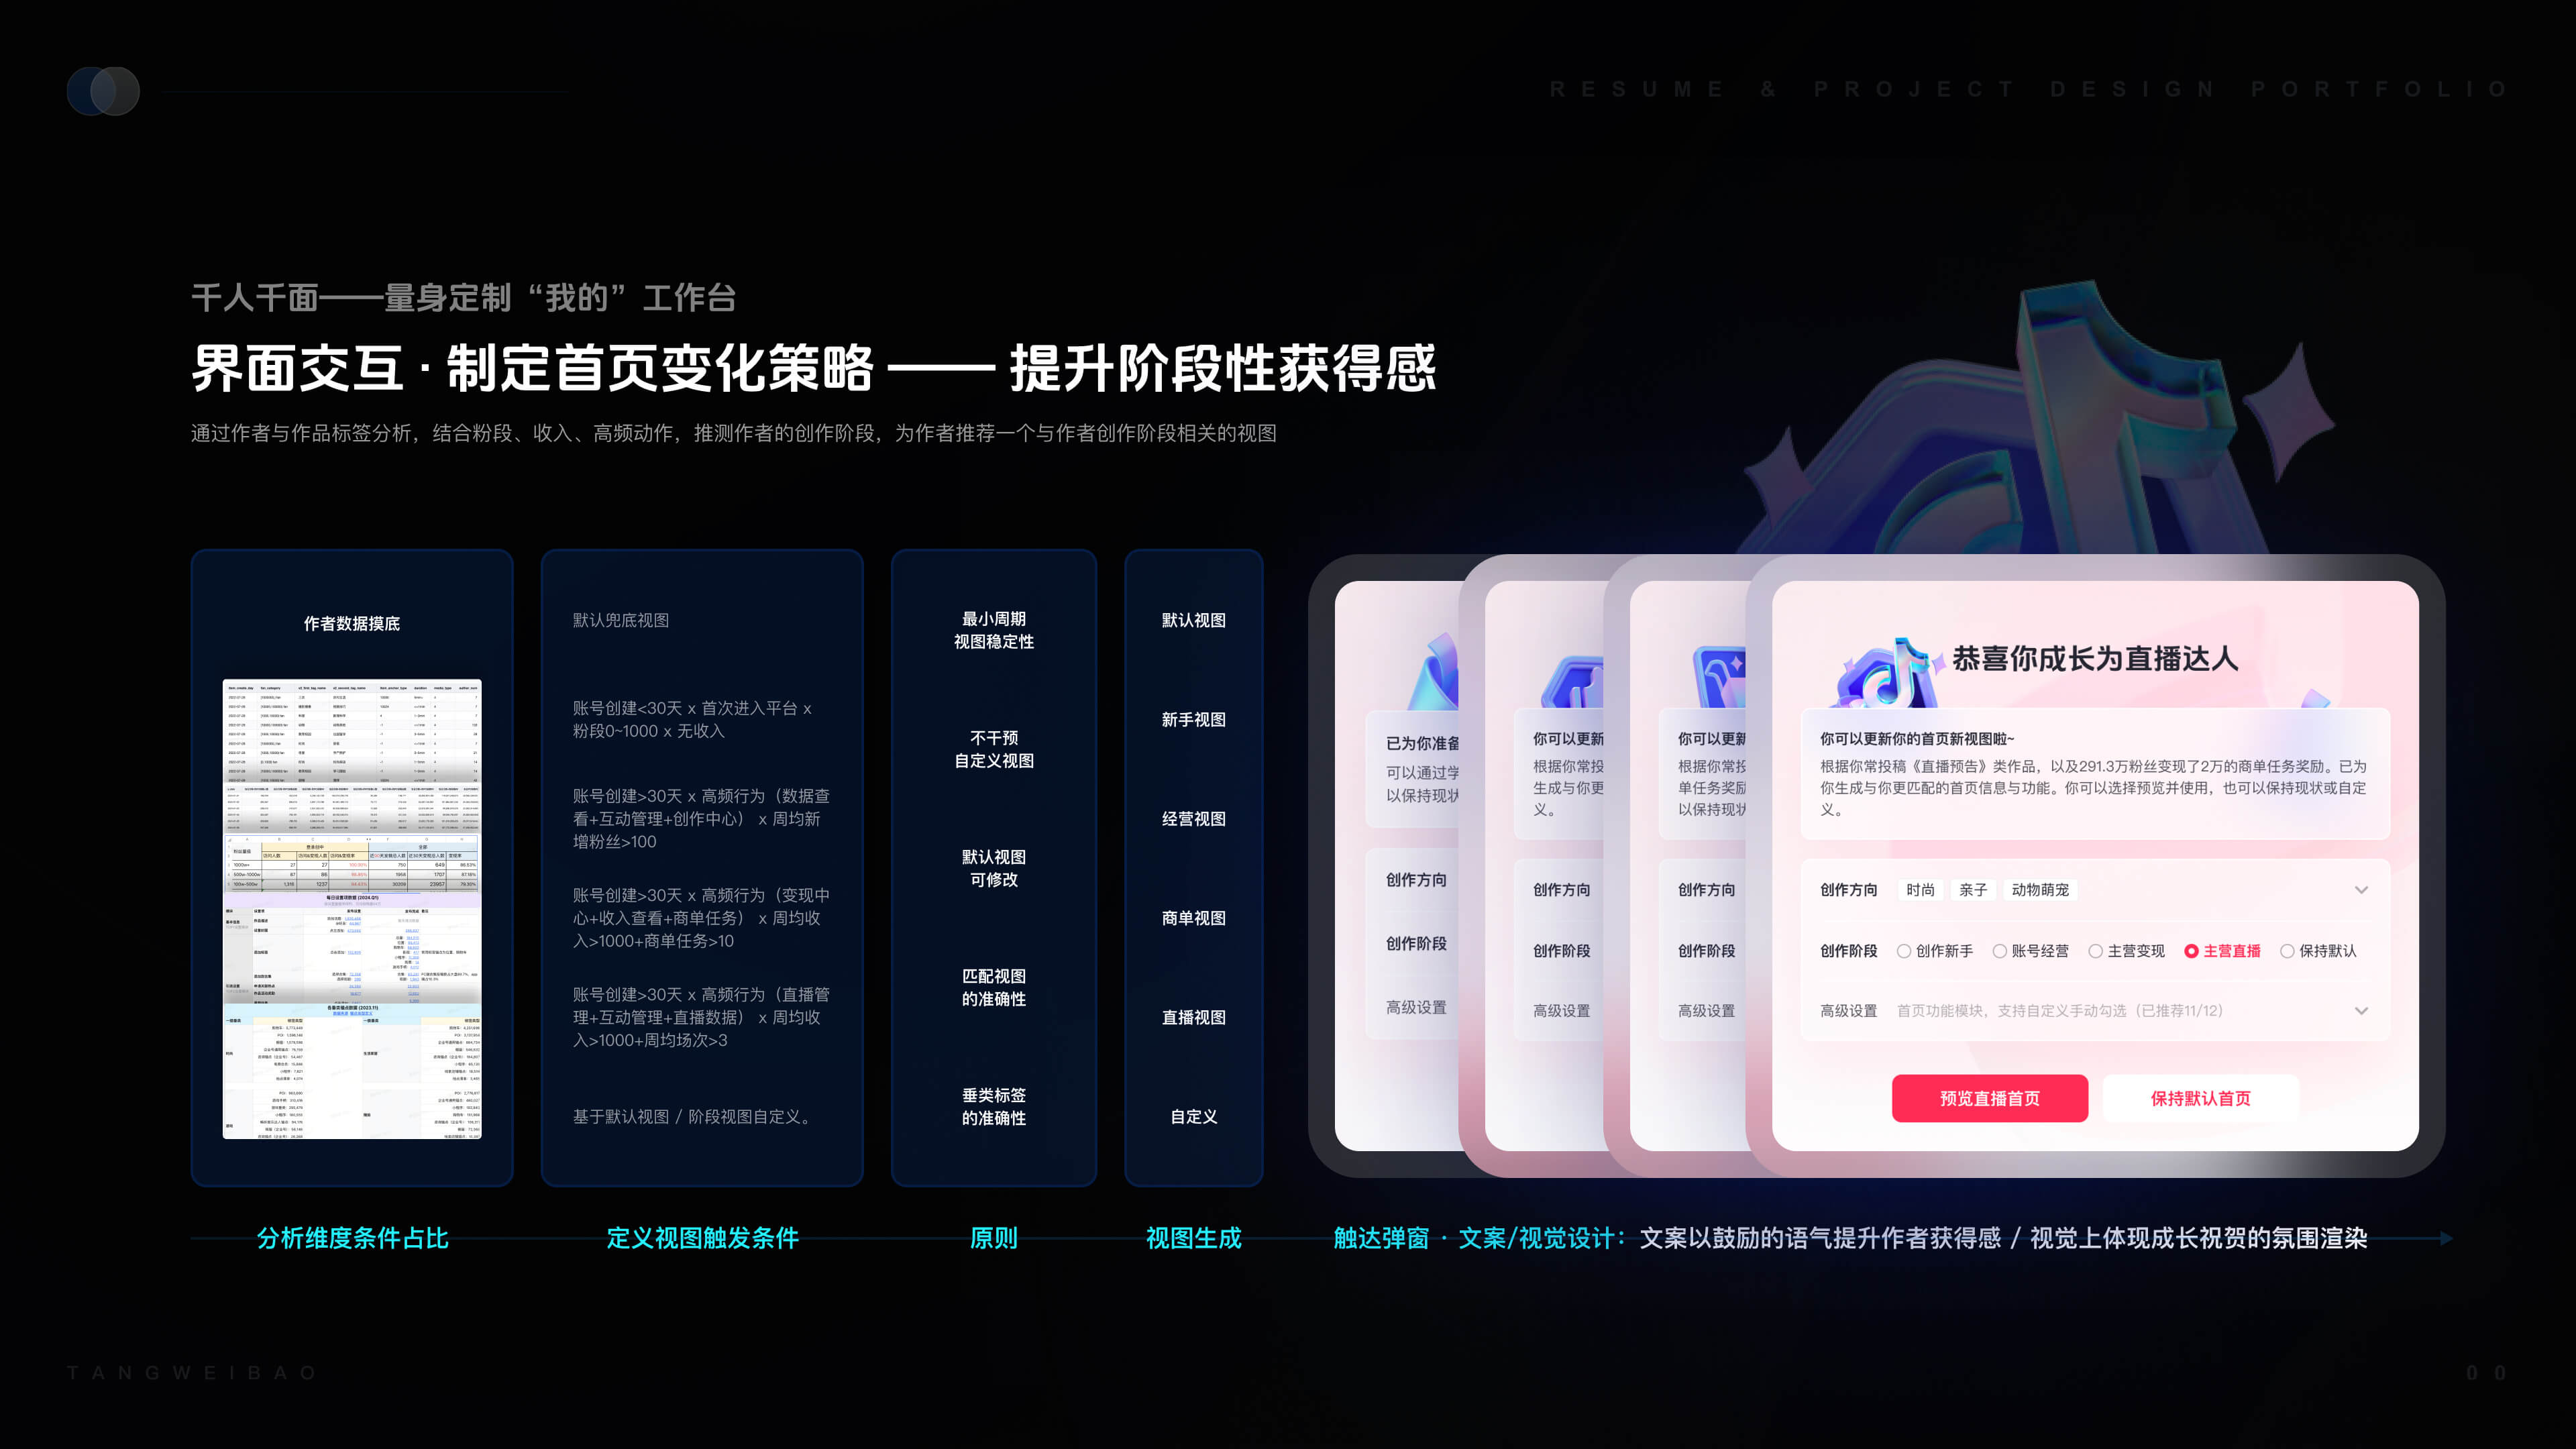 RESUME & PROJECT DESIGN PORTFOLIO
千人千面——量身定制“我的”工作台
界面交互·制定首页变化策略——提升阶段性获得感
通过作者与作品标签分析，结合粉段、收入、高频动作，推测作者的创作阶段，为作者推荐一个与作者创作阶段相关的视图
作者数据摸底
默认兜底视图
账号创建<30天 x 首次进入平台 x
粉段0~1000 x 无收入
账号创建>30天 x 高频行为（数据查
看+互动管理+创作中心） x 周均新
增粉丝>100
账号创建>30天 x 高频行为（变现中
心+收入查看+商单任务） x 周均收
入>1000+商单任务>10
账号创建>30天 x 高频行为（直播管
理+互动管理+直播数据） x 周均收
入>1000+周均场次>3
基于默认视图 / 阶段视图自定义。
最小周期
视图稳定性
不干预
自定义视图
默认视图
可修改
匹配视图
的准确性
垂类标签
的准确性
默认视图
新手视图
经营视图
商单视图
直播视图
自定义
已为你准备
可以通过学
以保持现状
创作方向
创作阶段
高级设置
你可以更新
根据你常投
生成与你更
义。
创作方向
创作阶段
高级设置
你可以更新
根据你常投
单任务奖励
以保持现状
创作方向
创作阶段
高级设置
恭喜你成长为直播达人
你可以更新你的首页新视图啦~
根据你常投稿《直播预告》类作品，以及291.3万粉丝变现了2万的商单任务奖励。已为
你生成与你更匹配的首页信息与功能。你可以选择预览并使用，也可以保持现状或自定
义。
创作方向 时尚 亲子 动物萌宠
创作阶段 创作新手 账号经营 主营变现 主营直播 保持默认
高级设置 首页功能模块，支持自定义手动勾选（已推荐11/12）
预览直播首页 保持默认首页
分析维度条件占比
定义视图触发条件
原则
视图生成
触达弹窗 · 文案/视觉设计：文案以鼓励的语气提升作者获得感 / 视觉上体现成长祝贺的氛围渲染
TANGWEIBAO
00